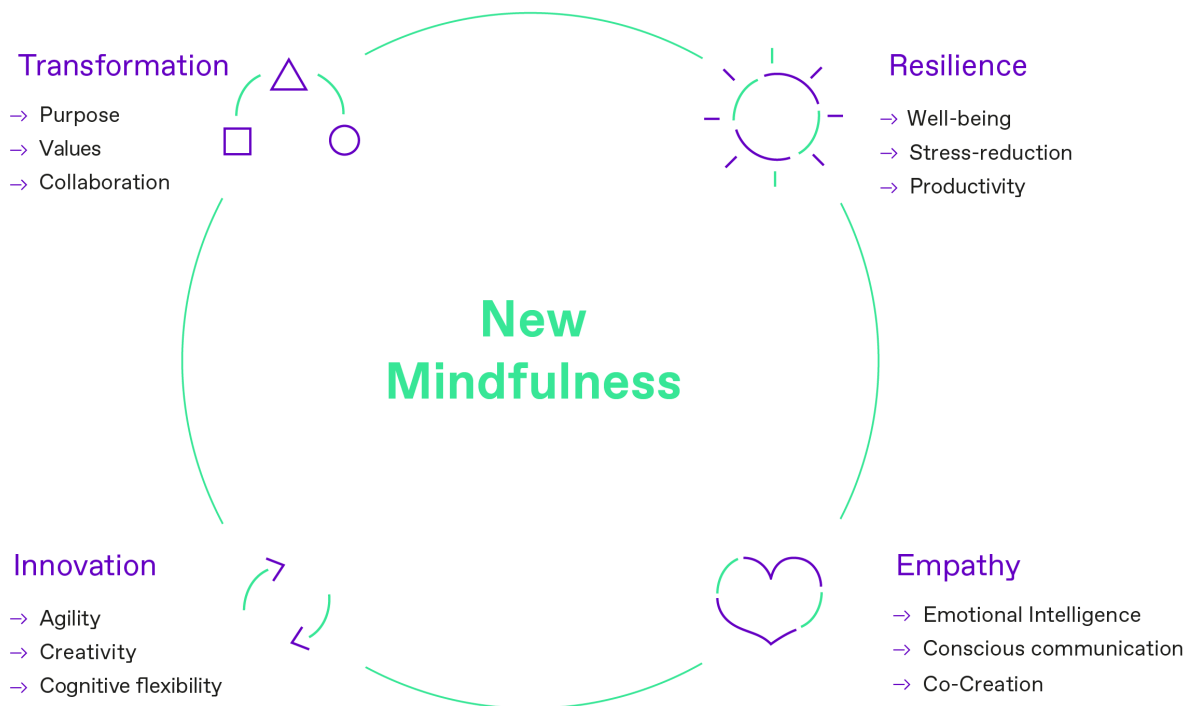 Transformation
Purpose
Values
Collaboration
Resilience
Well-being
Stress-reduction
Productivity
New
Mindfulness
Innovation
Agility
Creativity
Cognitive flexibility
Empathy
Emotional Intelligence
Conscious communication
Co-Creation